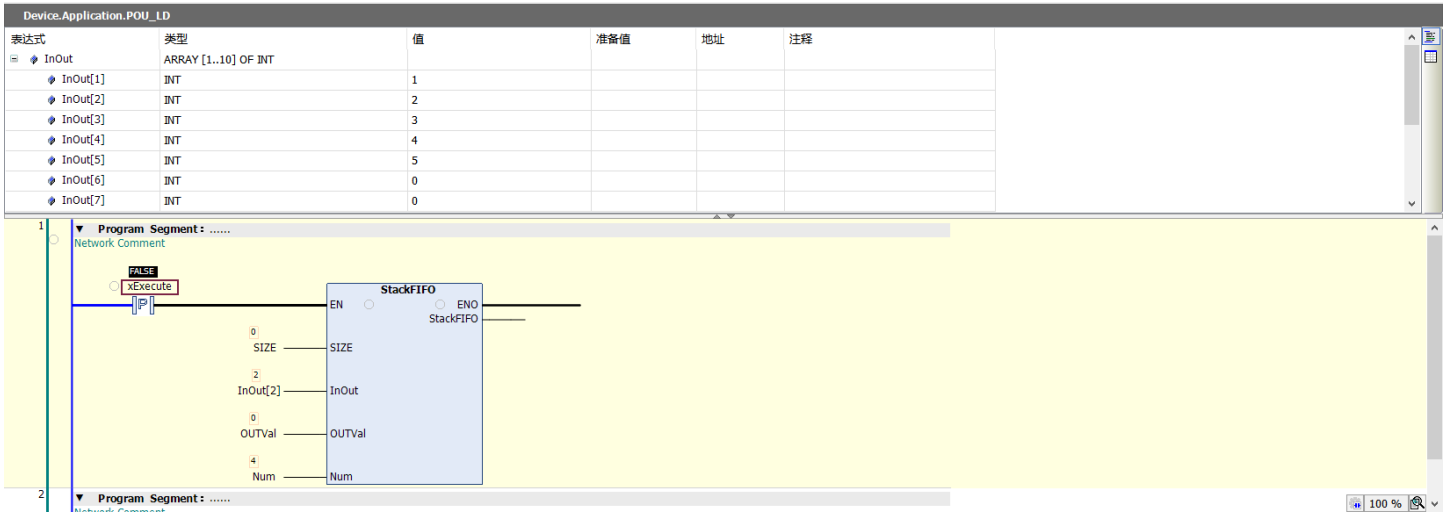 Device.Application.POU_LD
表达式 类型 值 准备值 地址 注释
InOut ARRAY [1..10] OF INT
InOut[1] INT 1
InOut[2] INT 2
InOut[3] INT 3
InOut[4] INT 4
InOut[5] INT 5
InOut[6] INT 0
InOut[7] INT 0
1 Program Segment: ......
Network Comment
FALSE
xExecute
StackFIFO
P EN ENO
StackFIFO
0
SIZE SIZE
2
InOut[2] InOut
0
OUTVal OUTVal
4
Num Num
2 Program Segment: ......
Network Comment
100 %